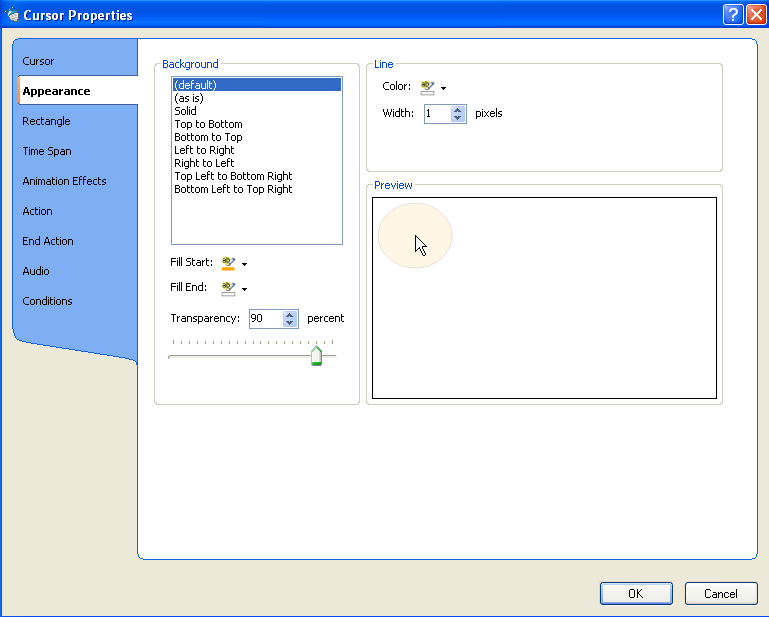 Cursor Properties
Cursor
Appearance
Rectangle
Time Span
Animation Effects
Action
End Action
Audio
Conditions
Background
(default)
(as is)
Solid
Top to Bottom
Bottom to Top
Left to Right
Right to Left
Top Left to Bottom Right
Bottom Left to Top Right
Fill Start:
Fill End:
Transparency: 90 percent
Line
Color:
Width: 1 pixels
Preview
OK Cancel